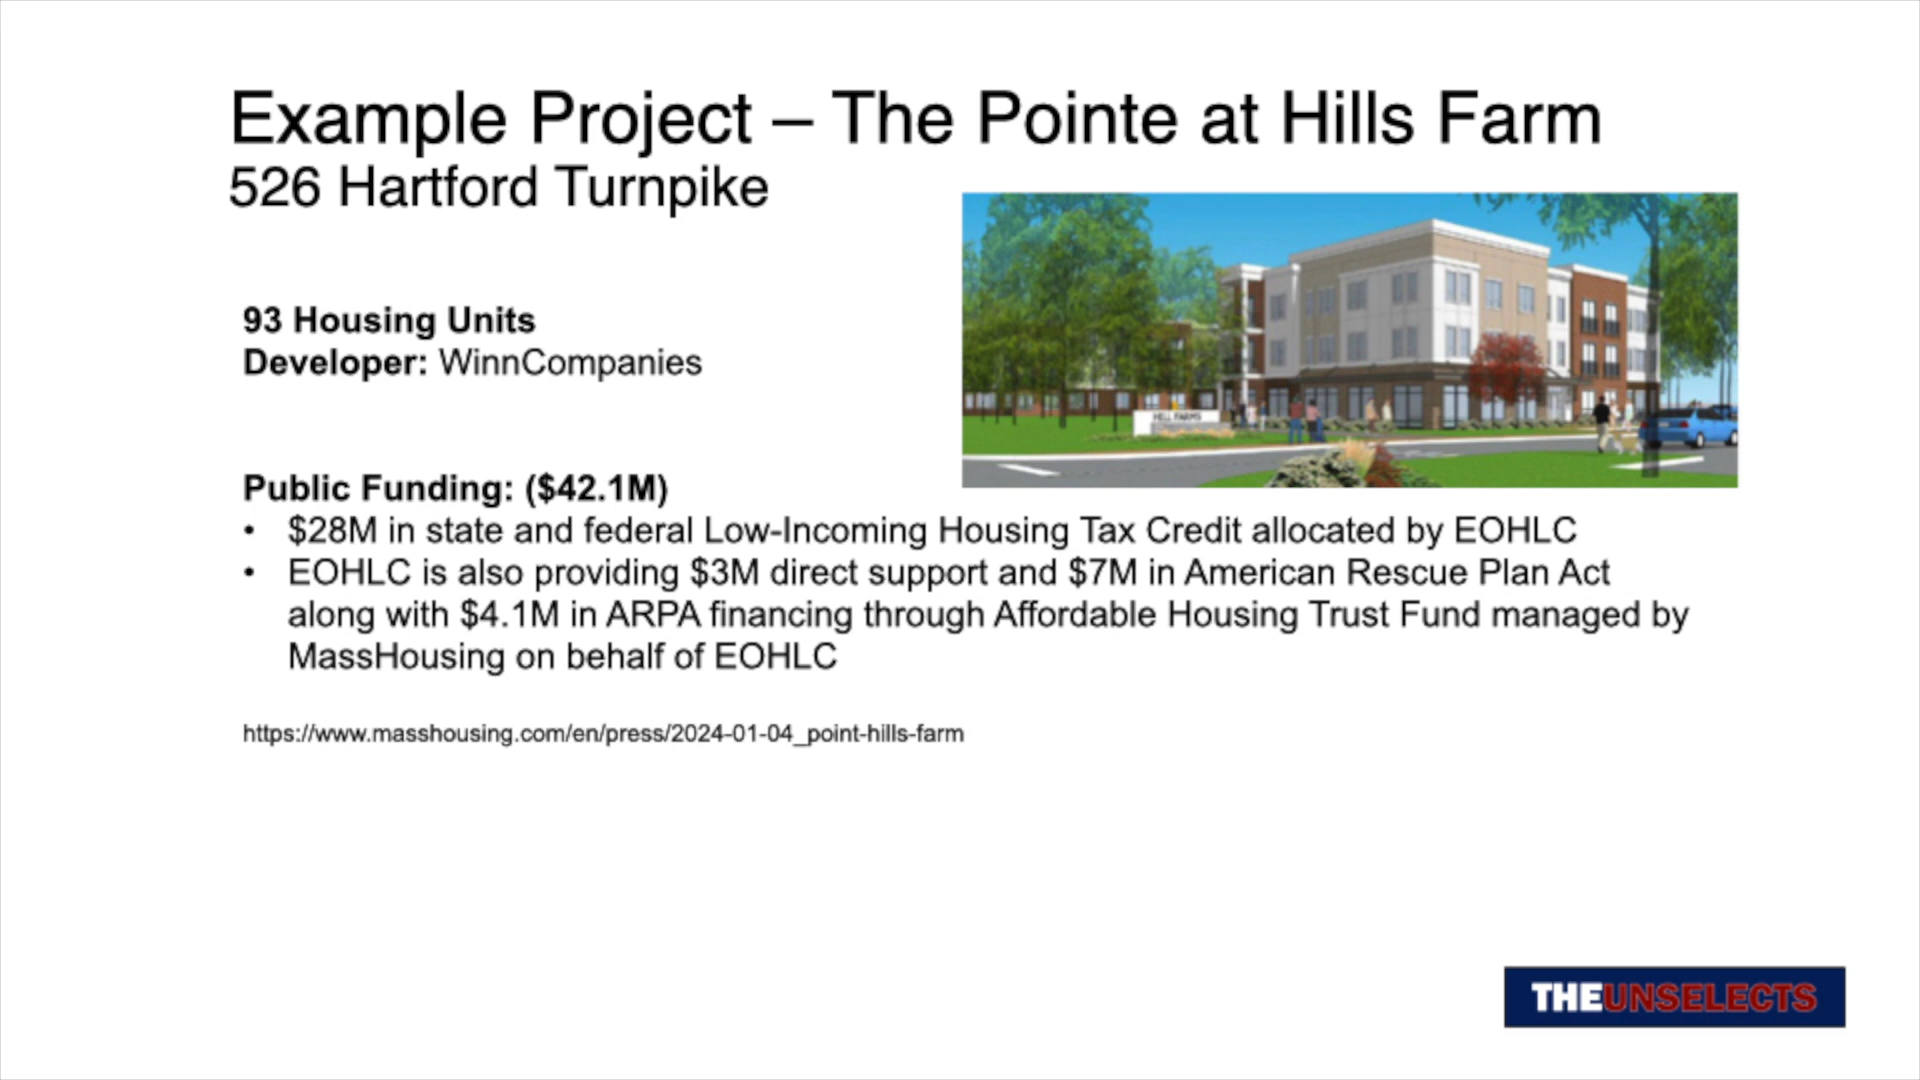 Example Project – The Pointe at Hills Farm
526 Hartford Turnpike
93 Housing Units
Developer: WinnCompanies
HILL FARMS
Public Funding: ($42.1M)
• $28M in state and federal Low-Incoming Housing Tax Credit allocated by EOHLC
• EOHLC is also providing $3M direct support and $7M in American Rescue Plan Act
along with $4.1M in ARPA financing through Affordable Housing Trust Fund managed by
MassHousing on behalf of EOHLC
https://www.masshousing.com/en/press/2024-01-04_point-hills-farm
THEUNSELECTS